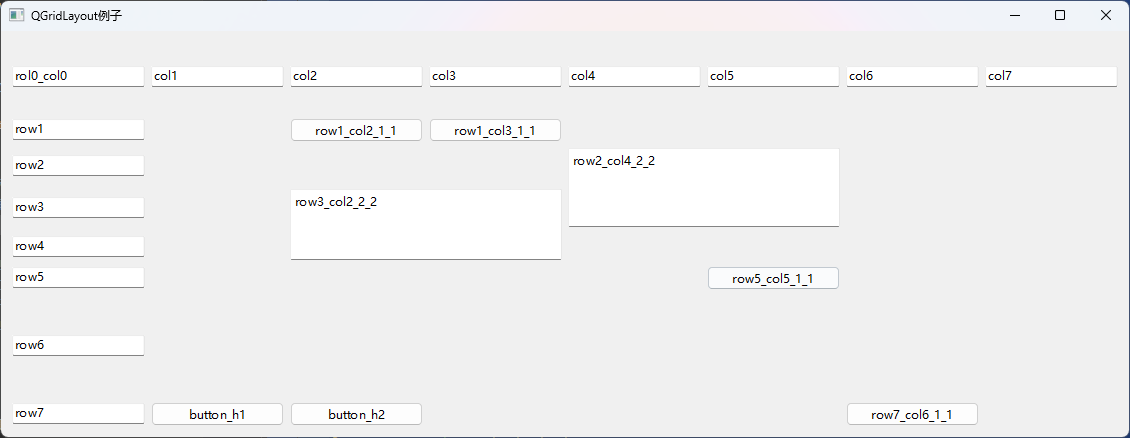 QGridLayout例子
rol0_col0 col1 col2 col3 col4 col5 col6 col7
row1 row1_col2_1_1 row1_col3_1_1
row2 row2_col4_2_2
row3 row3_col2_2_2
row4
row5 row5_col5_1_1
row6
row7 button_h1 button_h2 row7_col6_1_1